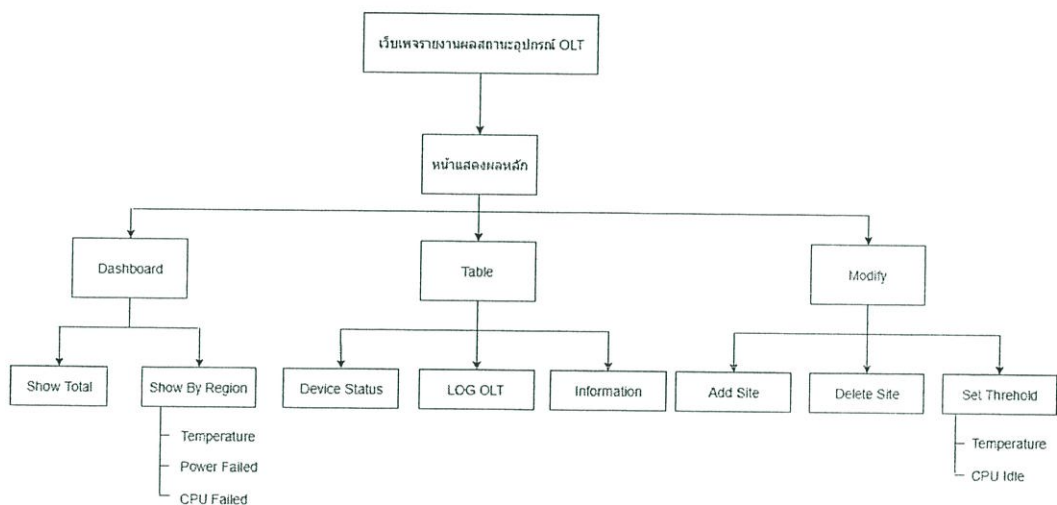 เว็บเพจรายงานผลสถานะอุปกรณ์ OLT
หน้าแสดงผลหลัก
Dashboard
Table
Modify
Show Total
Show By Region
Device Status
LOG OLT
Information
Add Site
Delete Site
Set Threhold
Temperature
Power Failed
CPU Failed
Temperature
CPU Idle